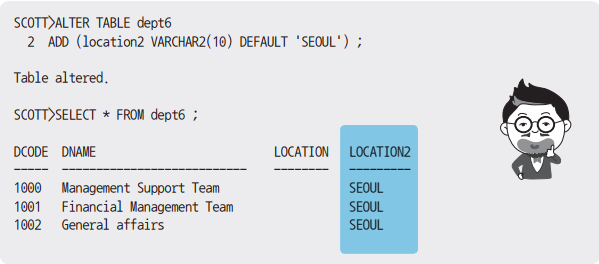 SCOTT>ALTER TABLE dept6
2 ADD (location2 VARCHAR2(10) DEFAULT 'SEOUL') ;
Table altered.
SCOTT>SELECT * FROM dept6 ;
DCODE DNAME LOCATION LOCATION2
----- --------------------------- -------- ---------
1000 Management Support Team SEOUL
1001 Financial Management Team SEOUL
1002 General affairs SEOUL